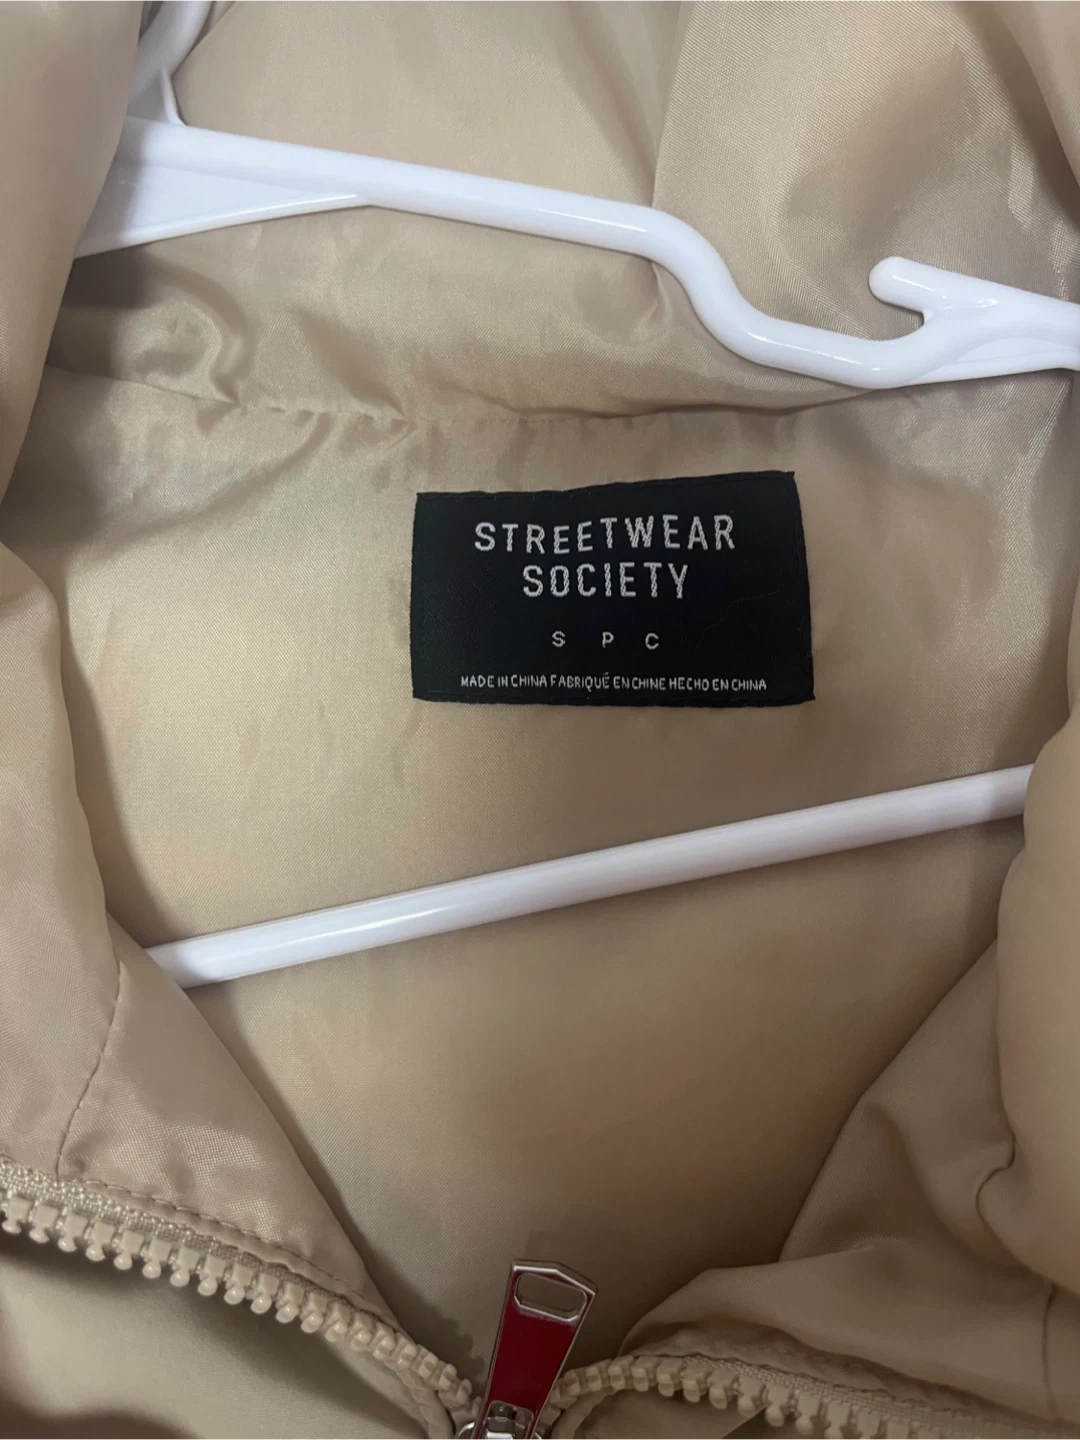 STREETWEAR
SOCIETY
S P C
MADE IN CHINA FABRIQUÉ EN CHINE HECHO EN CHINA